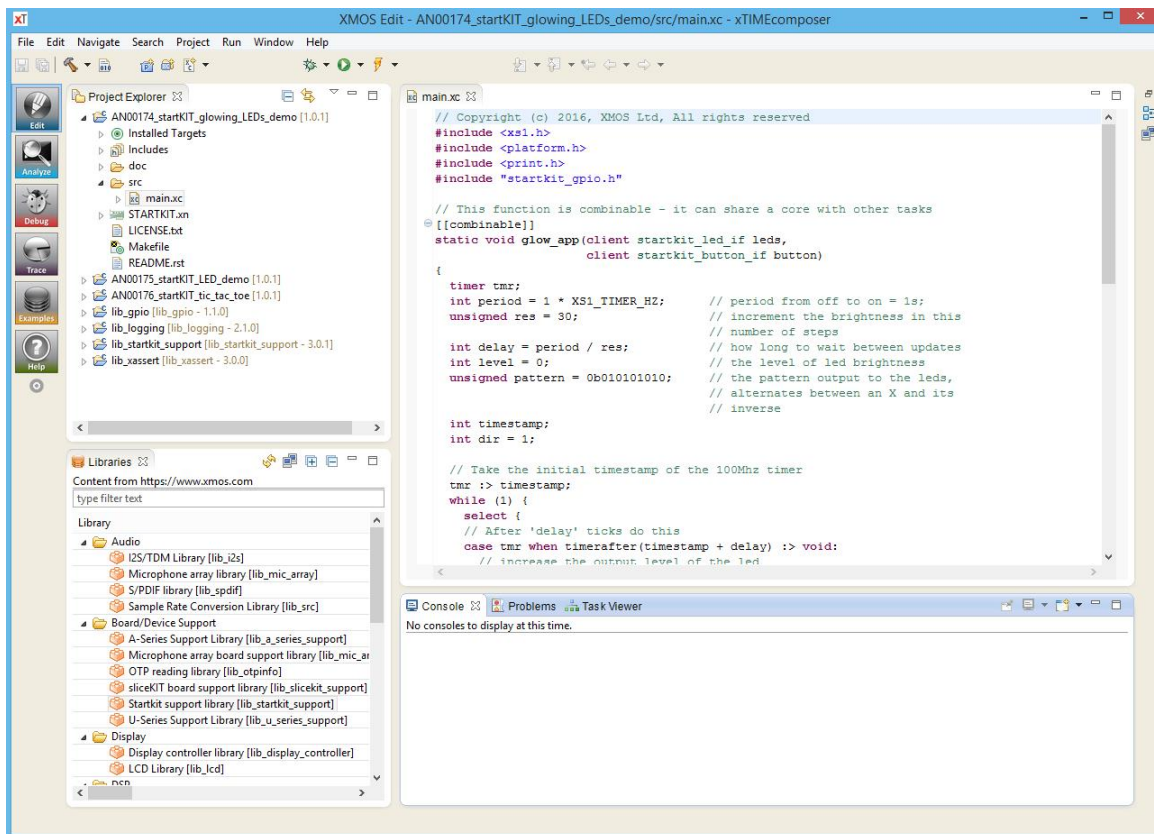 XMOS Edit - AN00174_startKIT_glowing_LEDs_demo/src/main.xc - xTIMEcomposer
File Edit Navigate Search Project Run Window Help
Edit
Analyze
Debug
Trace
Examples
Help
Project Explorer
AN00174_startKIT_glowing_LEDs_demo [1.0.1]
Installed Targets
Includes
doc
src
main.xc
STARTKIT.xn
LICENSE.txt
Makefile
README.rst
AN00175_startKIT_LED_demo [1.0.1]
AN00176_startKIT_tic_tac_toe [1.0.1]
lib_gpio [lib_gpio - 1.1.0]
lib_logging [lib_logging - 2.1.0]
lib_startkit_support [lib_startkit_support - 3.0.1]
lib_xassert [lib_xassert - 3.0.0]
Libraries
Content from https://www.xmos.com
type filter text
Library
Audio
I2S/TDM Library [lib_i2s]
Microphone array library [lib_mic_array]
S/PDIF library [lib_spdif]
Sample Rate Conversion Library [lib_src]
Board/Device Support
A-Series Support Library [lib_a_series_support]
Microphone array board support library [lib_mic_ar
OTP reading library [lib_otpinfo]
sliceKIT board support library [lib_slicekit_support]
Startkit support library [lib_startkit_support]
U-Series Support Library [lib_u_series_support]
Display
Display controller library [lib_display_controller]
LCD Library [lib_lcd]
DSP
main.xc
// Copyright (c) 2016, XMOS Ltd, All rights reserved
#include <xs1.h>
#include <platform.h>
#include <print.h>
#include "startkit_gpio.h"
// This function is combinable - it can share a core with other tasks
[[combinable]]
static void glow_app(client startkit_led_if leds,
client startkit_button_if button)
{
timer tmr;
int period = 1 * XS1_TIMER_HZ; // period from off to on = 1s;
unsigned res = 30; // increment the brightness in this
// number of steps
int delay = period / res; // how long to wait between updates
int level = 0; // the level of led brightness
unsigned pattern = 0b010101010; // the pattern output to the leds,
// alternates between an X and its
// inverse
int timestamp;
int dir = 1;
// Take the initial timestamp of the 100Mhz timer
tmr :> timestamp;
while (1) {
select {
// After 'delay' ticks do this
case tmr when timerafter(timestamp + delay) :> void:
// increase the output level of the led
Console Problems Task Viewer
No consoles to display at this time.